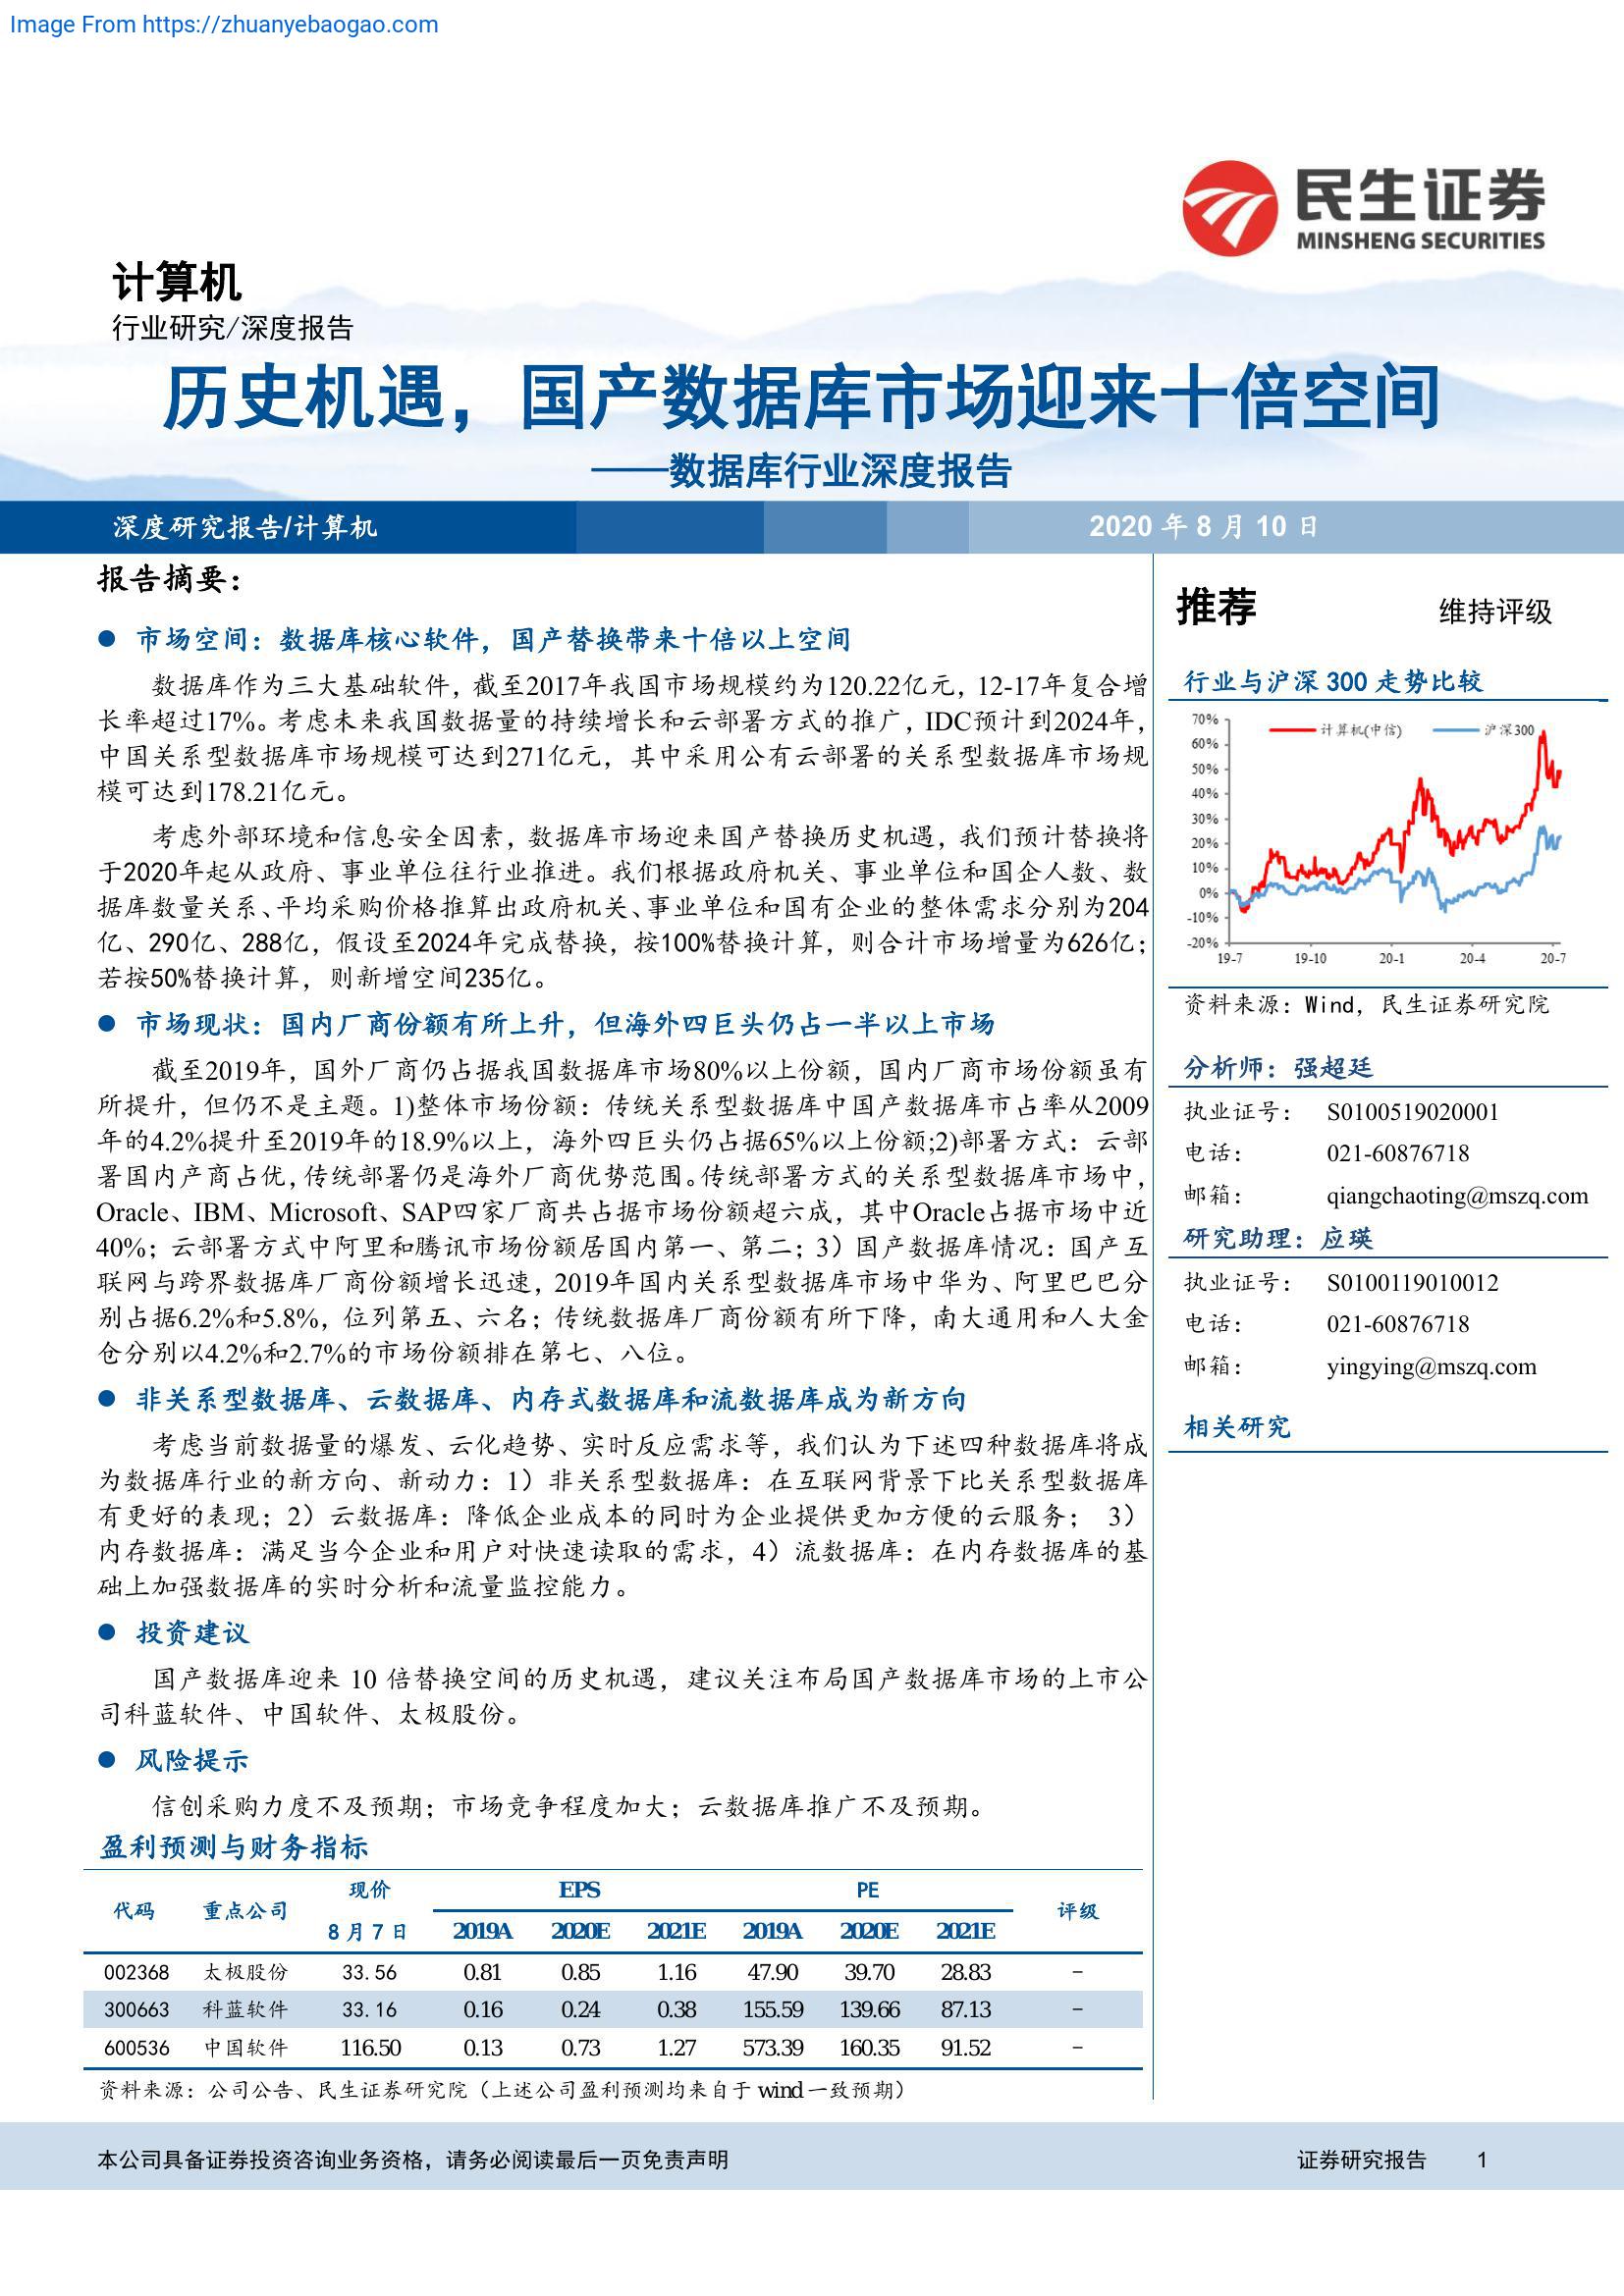 Image From https://zhuanyebaogao.com
民生证券
MINSHENG SECURITIES
计算机
行业研究/深度报告
历史机遇，国产数据库市场迎来十倍空间
——数据库行业深度报告
深度研究报告/计算机
2020 年 8 月 10 日
报告摘要：
● 市场空间：数据库核心软件，国产替换带来十倍以上空间
数据库作为三大基础软件，截至2017年我国市场规模约为120.22亿元，12-17年复合增
长率超过17%。考虑未来我国数据量的持续增长和云部署方式的推广，IDC预计到2024年，
中国关系型数据库市场规模可达到271亿元，其中采用公有云部署的关系型数据库市场规
模可达到178.21亿元。
考虑外部环境和信息安全因素，数据库市场迎来国产替换历史机遇，我们预计替换将
于2020年起从政府、事业单位往行业推进。我们根据政府机关、事业单位和国企人数、数
据库数量关系、平均采购价格推算出政府机关、事业单位和国有企业的整体需求分别为204
亿、290亿、288亿，假设至2024年完成替换，按100%替换计算，则合计市场增量为626亿；
若按50%替换计算，则新增空间235亿。
● 市场现状：国内厂商份额有所上升，但海外四巨头仍占一半以上市场
截至2019年，国外厂商仍占据我国数据库市场80%以上份额，国内厂商市场份额虽有
所提升，但仍不是主题。1)整体市场份额：传统关系型数据库中国产数据库市占率从2009
年的4.2%提升至2019年的18.9%以上，海外四巨头仍占据65%以上份额;2)部署方式：云部
署国内产商占优，传统部署仍是海外厂商优势范围。传统部署方式的关系型数据库市场中，
Oracle、IBM、Microsoft、SAP四家厂商共占据市场份额超六成，其中Oracle占据市场中近
40%；云部署方式中阿里和腾讯市场份额居国内第一、第二；3）国产数据库情况：国产互
联网与跨界数据库厂商份额增长迅速，2019年国内关系型数据库市场中华为、阿里巴巴分
别占据6.2%和5.8%，位列第五、六名；传统数据库厂商份额有所下降，南大通用和人大金
仓分别以4.2%和2.7%的市场份额排在第七、八位。
● 非关系型数据库、云数据库、内存式数据库和流数据库成为新方向
考虑当前数据量的爆发、云化趋势、实时反应需求等，我们认为下述四种数据库将成
为数据库行业的新方向、新动力：1）非关系型数据库：在互联网背景下比关系型数据库
有更好的表现；2）云数据库：降低企业成本的同时为企业提供更加方便的云服务； 3）
内存数据库：满足当今企业和用户对快速读取的需求，4）流数据库：在内存数据库的基
础上加强数据库的实时分析和流量监控能力。
● 投资建议
国产数据库迎来 10 倍替换空间的历史机遇，建议关注布局国产数据库市场的上市公
司科蓝软件、中国软件、太极股份。
● 风险提示
信创采购力度不及预期；市场竞争程度加大；云数据库推广不及预期。
盈利预测与财务指标
代码 重点公司 现价 EPS PE 评级
8 月 7 日 2019A 2020E 2021E 2019A 2020E 2021E
002368 太极股份 33.56 0.81 0.85 1.16 47.90 39.70 28.83 -
300663 科蓝软件 33.16 0.16 0.24 0.38 155.59 139.66 87.13 -
600536 中国软件 116.50 0.13 0.73 1.27 573.39 160.35 91.52 -
资料来源：公司公告、民生证券研究院（上述公司盈利预测均来自于 wind 一致预期）
推荐 维持评级
行业与沪深 300 走势比较
计算机(中信) 沪深300
70%
60%
50%
40%
30%
20%
10%
0%
-10%
-20%
19-7 19-10 20-1 20-4 20-7
资料来源：Wind，民生证券研究院
分析师：强超廷
执业证号： S0100519020001
电话： 021-60876718
邮箱： qiangchaoting@mszq.com
研究助理：应瑛
执业证号： S0100119010012
电话： 021-60876718
邮箱： yingying@mszq.com
相关研究
本公司具备证券投资咨询业务资格，请务必阅读最后一页免责声明
证券研究报告 1